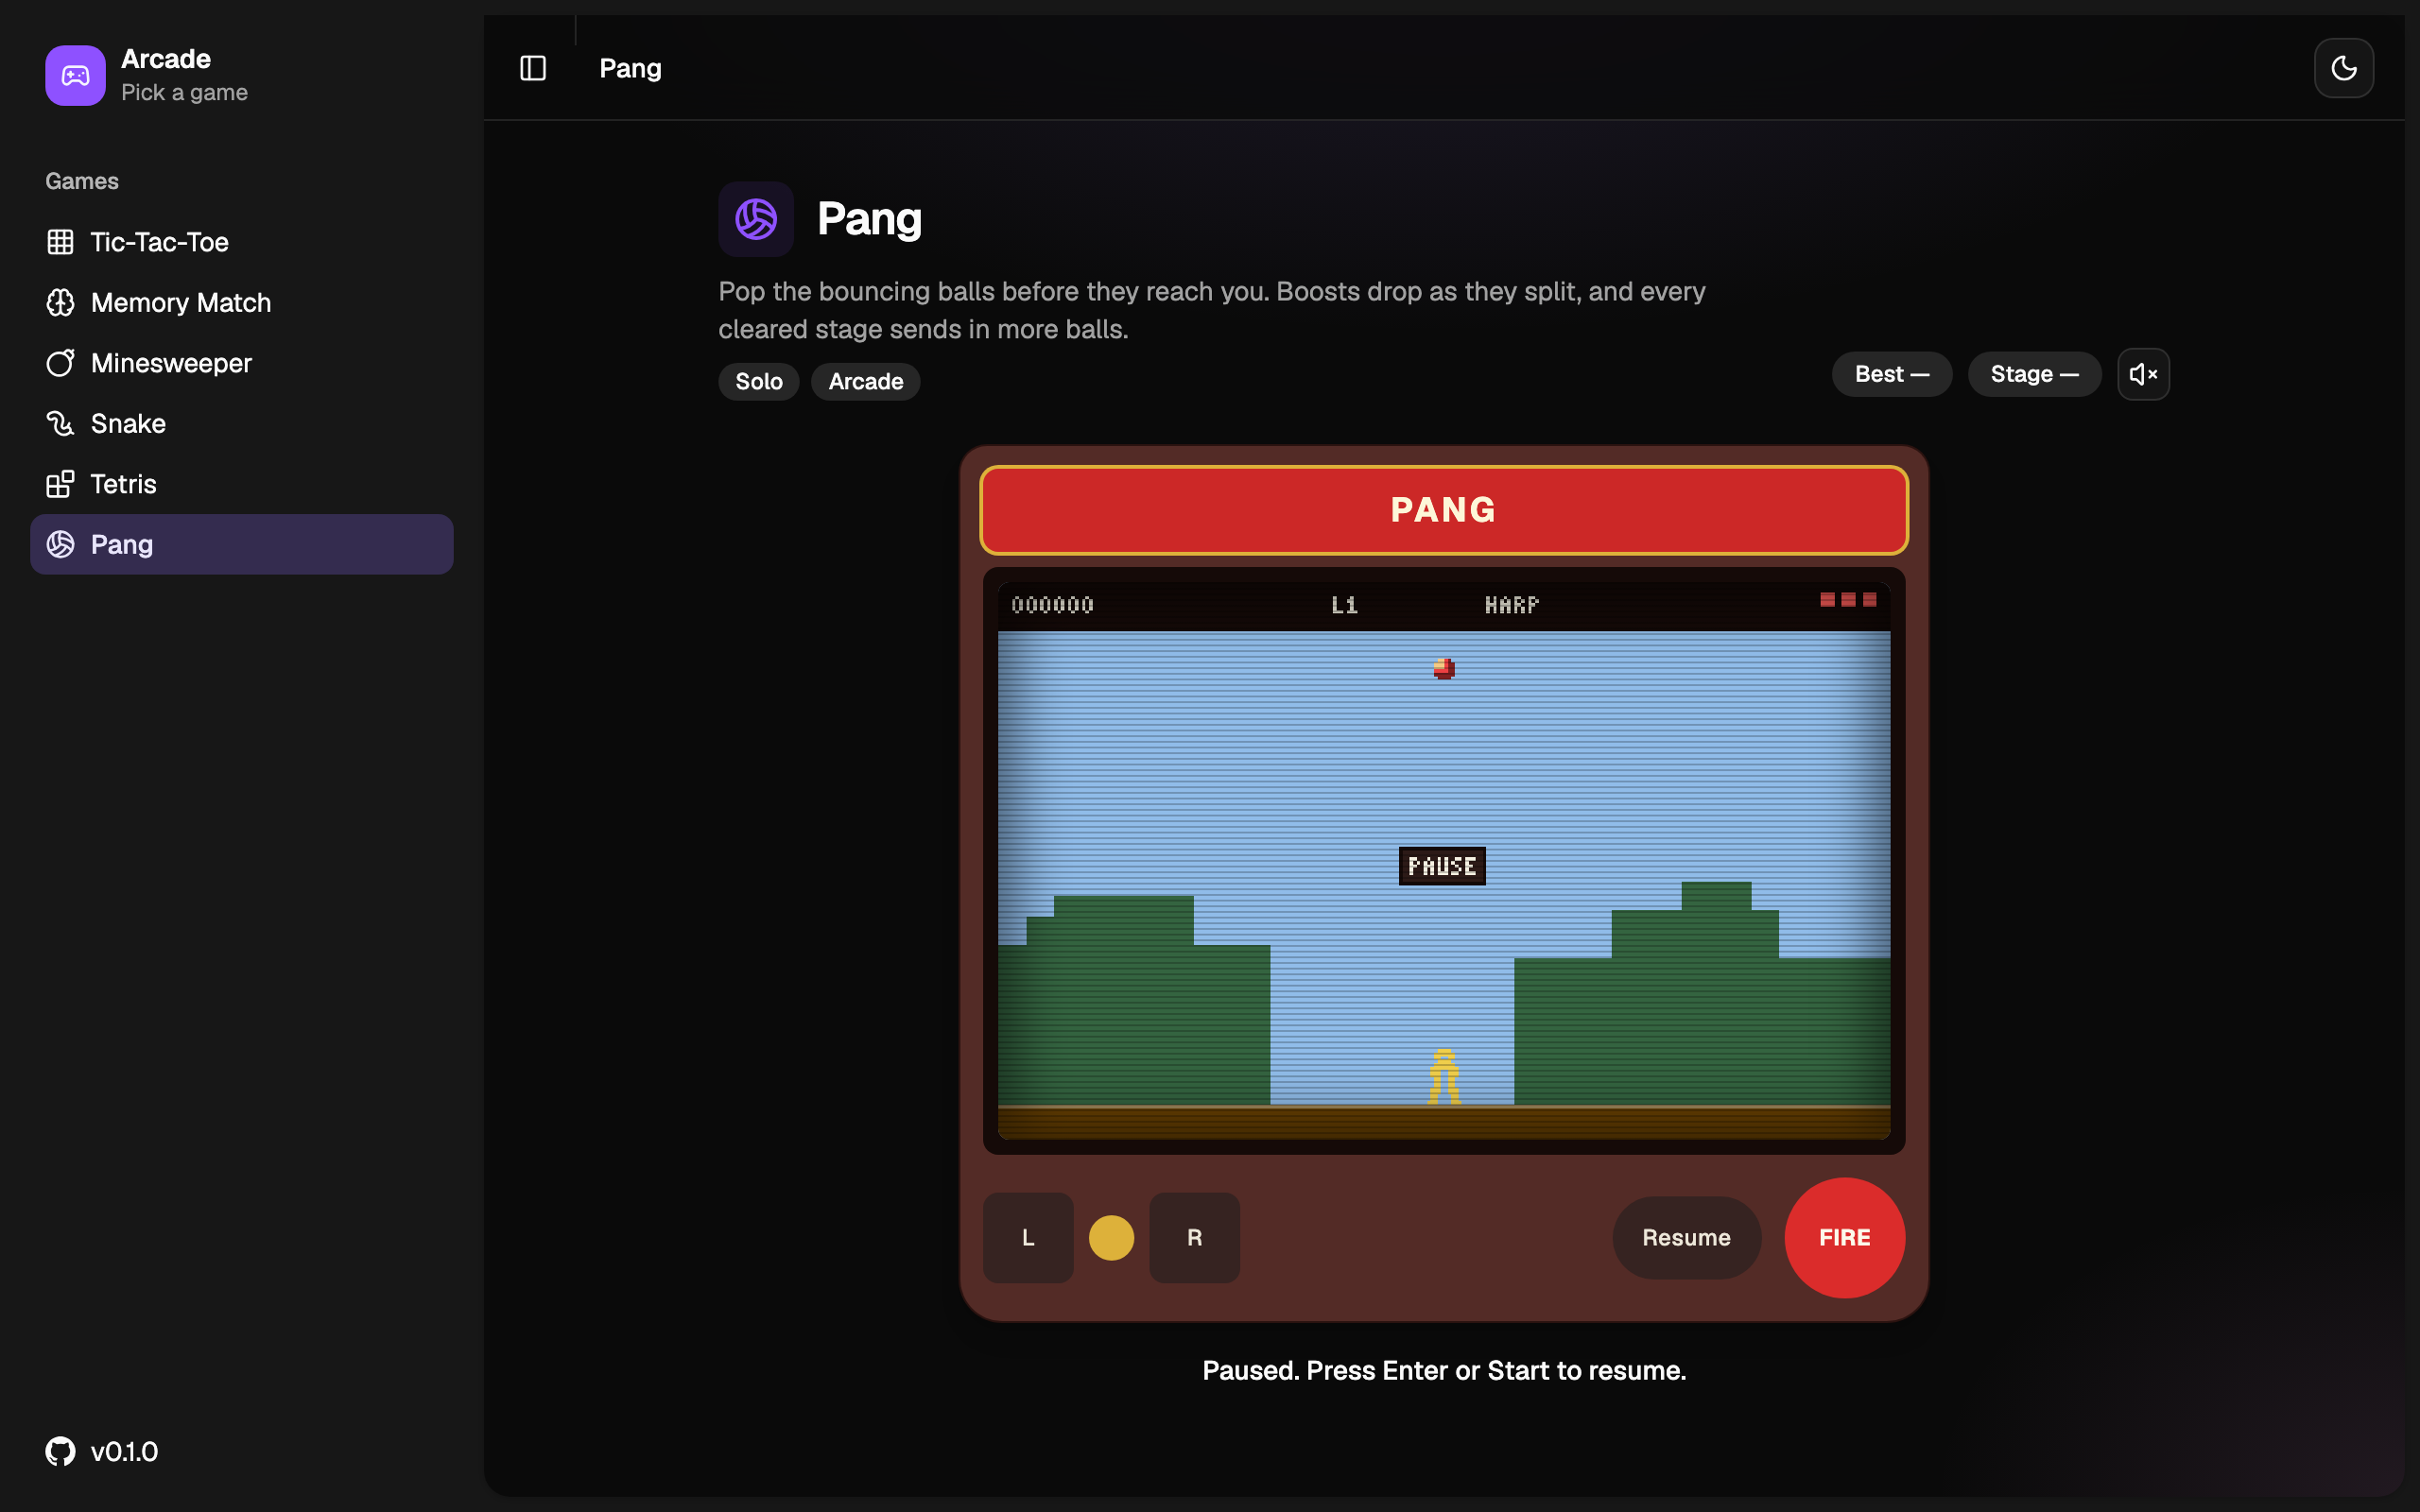 Arcade
Pick a game
Games
Tic-Tac-Toe
Memory Match
Minesweeper
Snake
Tetris
Pang
v0.1.0
Pang
Pang
Pop the bouncing balls before they reach you. Boosts drop as they split, and every
cleared stage sends in more balls.
Solo Arcade
Best — Stage —
PANG
000000 L1 HARP
PAUSE
L R Resume FIRE
Paused. Press Enter or Start to resume.